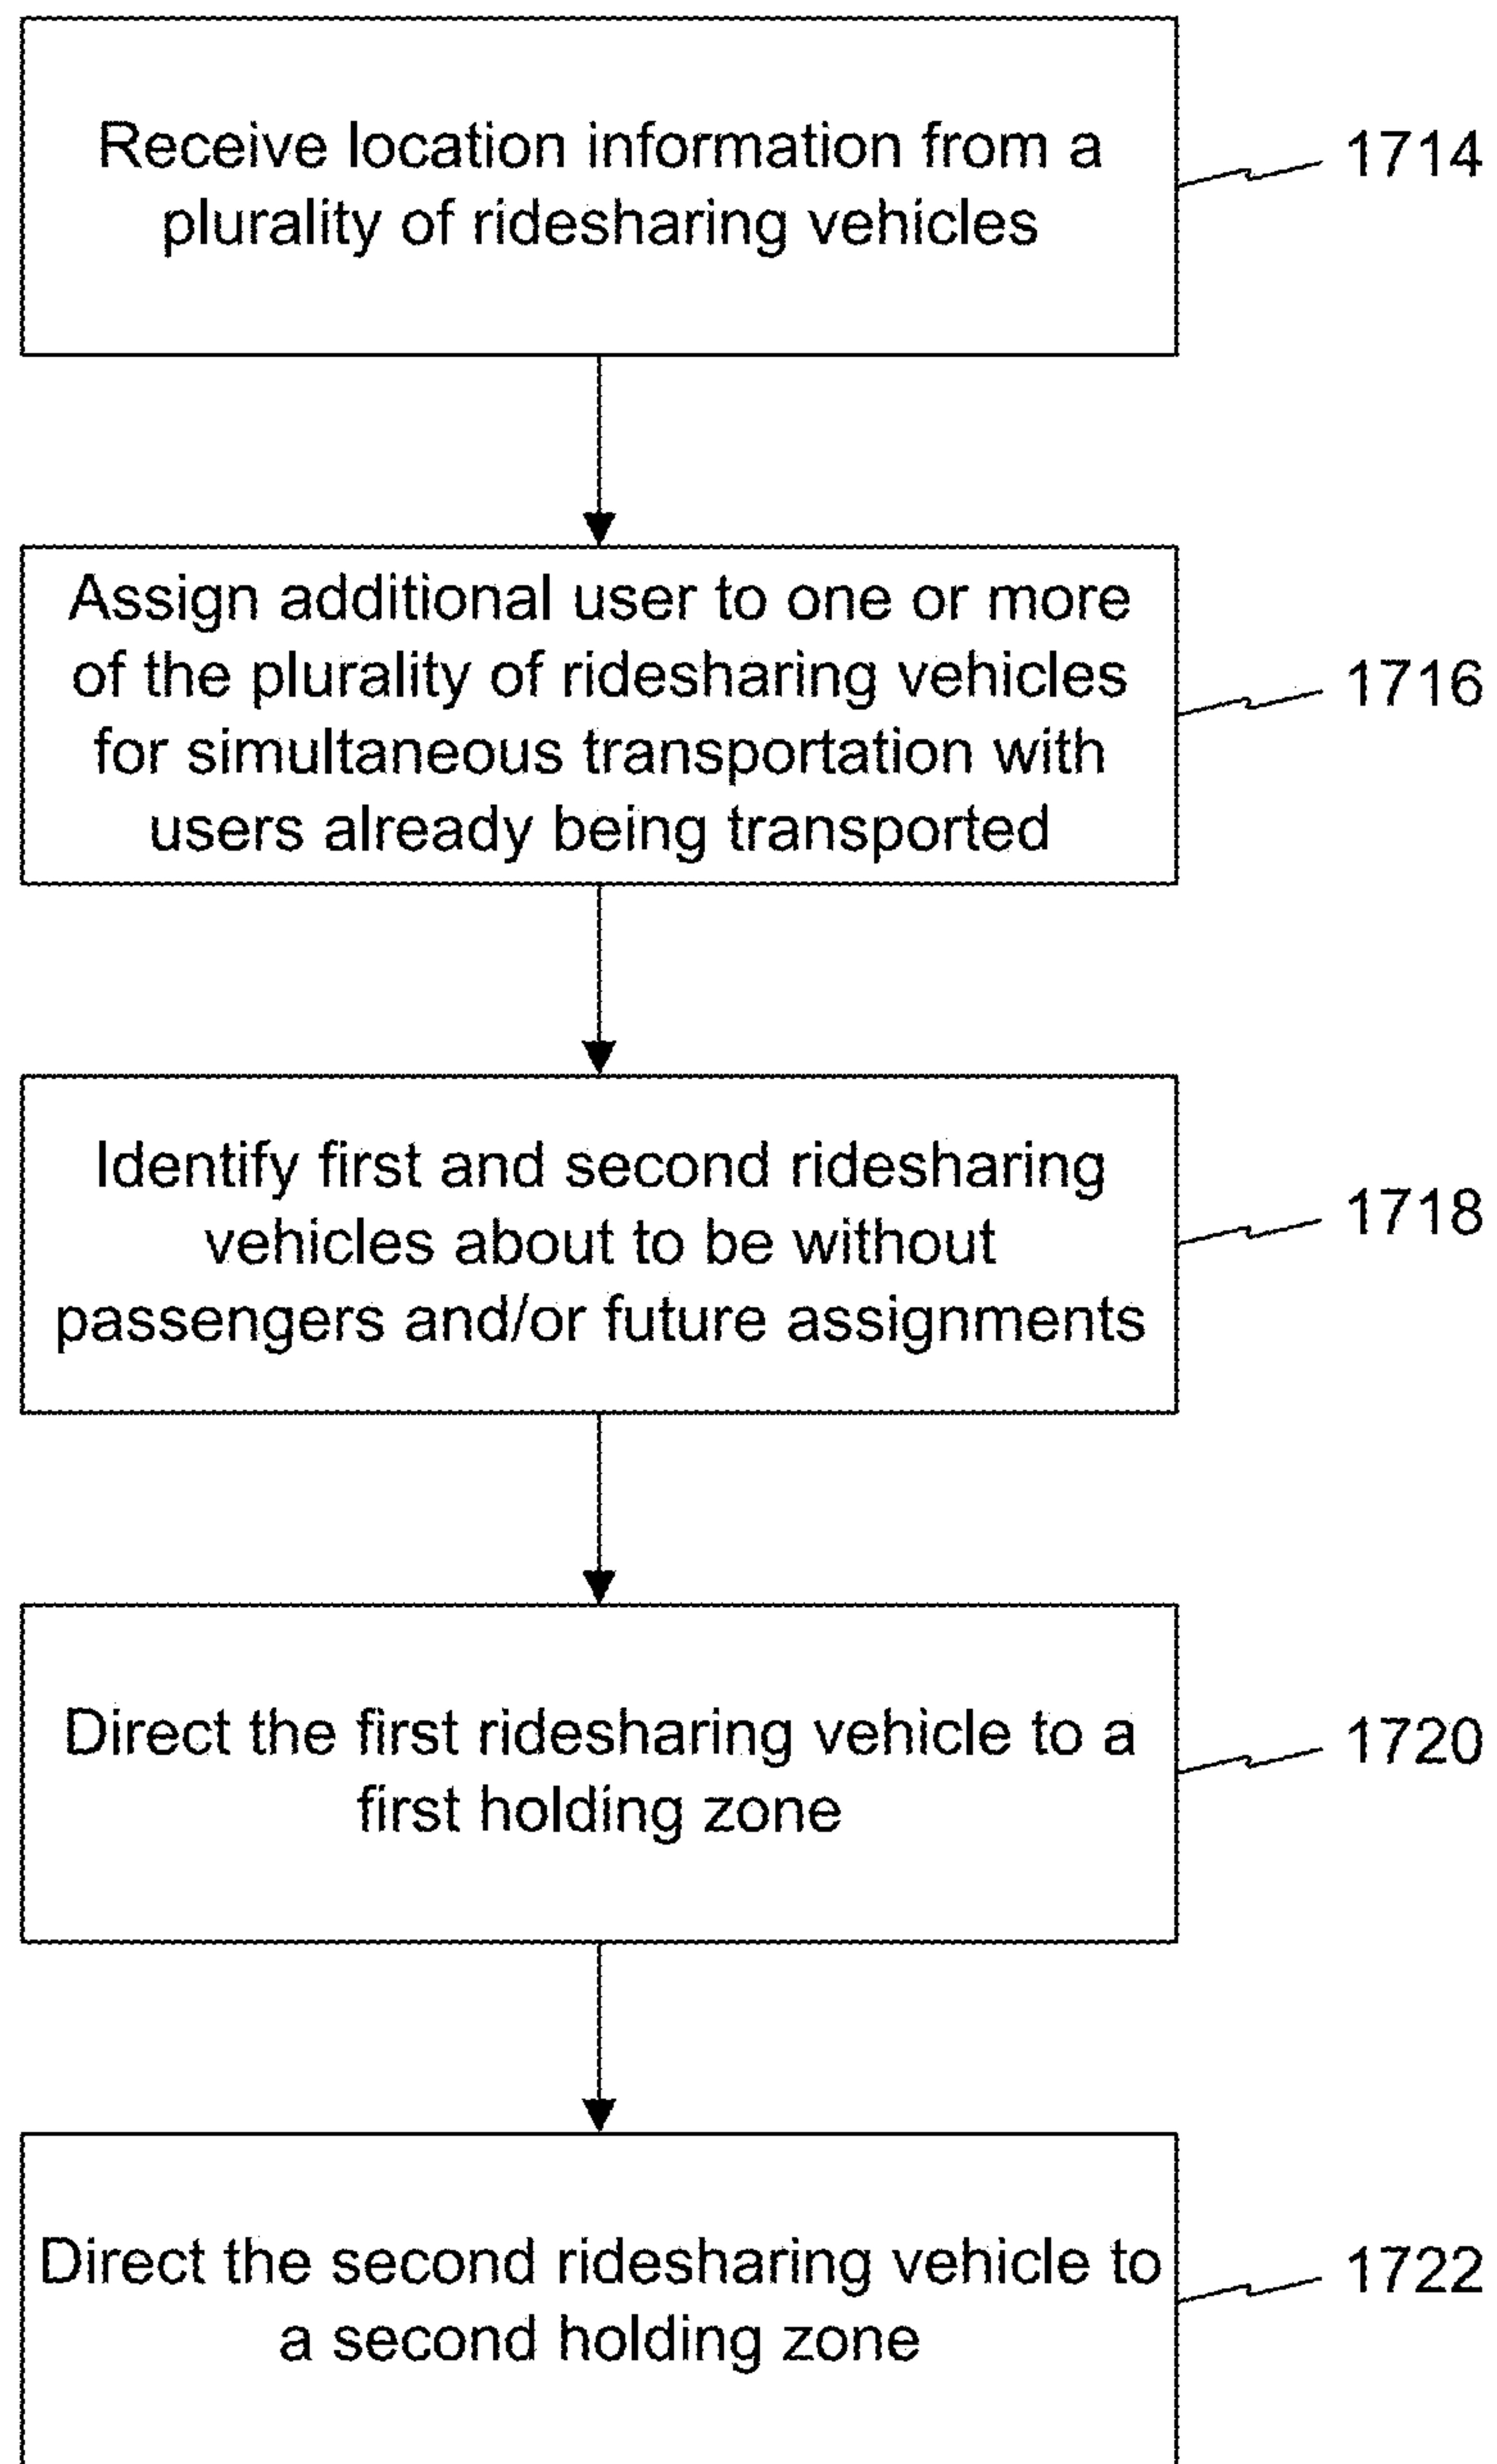 Receive location information from a
plurality of ridesharing vehicles
1714
Assign additional user to one or more
of the plurality of ridesharing vehicles
for simultaneous transportation with
users already being transported
1716
Identify first and second ridesharing
vehicles about to be without
passengers and/or future assignments
1718
Direct the first ridesharing vehicle to a
first holding zone
1720
Direct the second ridesharing vehicle to
a second holding zone
1722